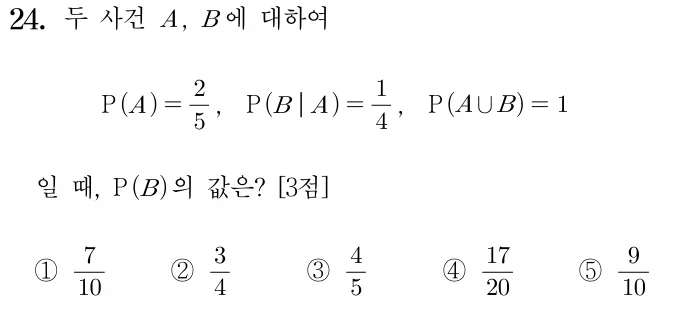 24. 두 사건 A, B에 대하여
P(A) = 2/5, P(B | A) = 1/4, P(A∪B) = 1
일 때, P(B)의 값은? [3점]
① 7/10 ② 3/4 ③ 4/5 ④ 17/20 ⑤ 9/10